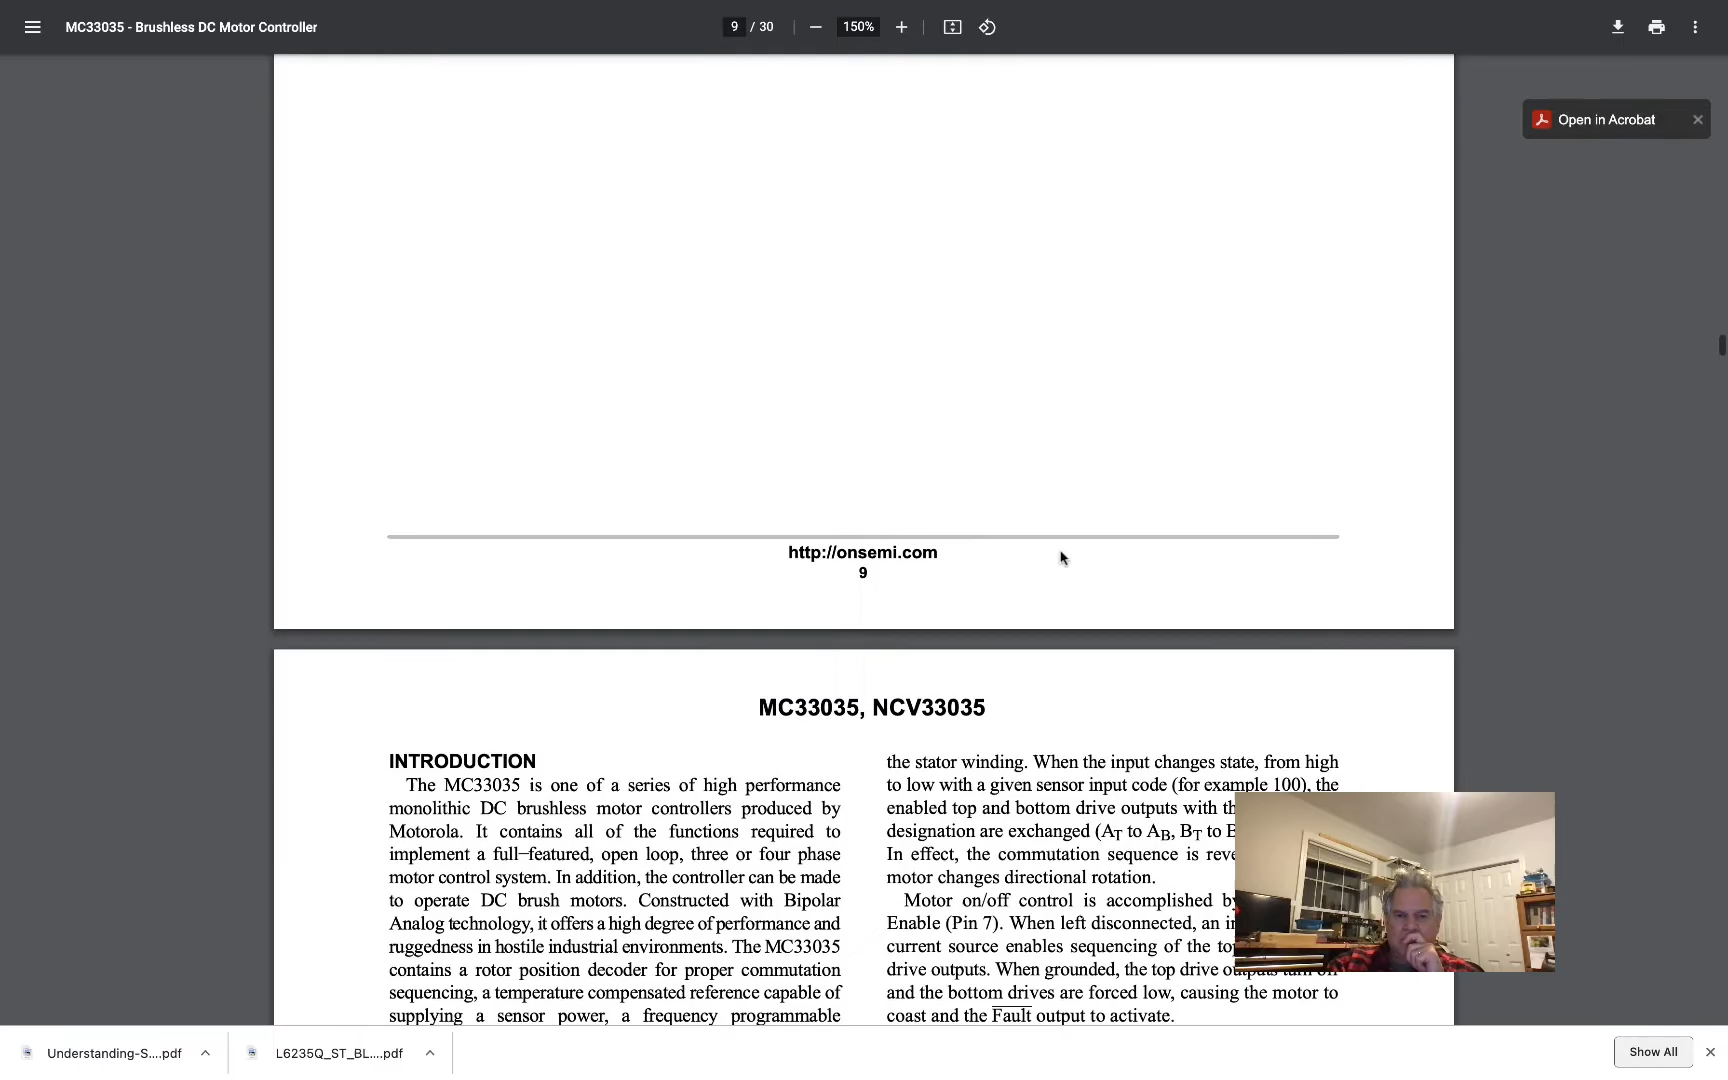 MC33035 - Brushless DC Motor Controller
9 / 30
150%
Open in Acrobat
http://onsemi.com
9
MC33035, NCV33035
INTRODUCTION
The MC33035 is one of a series of high performance
monolithic DC brushless motor controllers produced by
Motorola. It contains all of the functions required to
implement a full−featured, open loop, three or four phase
motor control system. In addition, the controller can be made
to operate DC brush motors. Constructed with Bipolar
Analog technology, it offers a high degree of performance and
ruggedness in hostile industrial environments. The MC33035
contains a rotor position decoder for proper commutation
sequencing, a temperature compensated reference capable of
supplying a sensor power, a frequency programmable
the stator winding. When the input changes state, from high
to low with a given sensor input code (for example 100), the
enabled top and bottom drive outputs with
designation are exchanged (AT to AB, BT to
In effect, the commutation sequence is
motor changes directional rotation.
Motor on/off control is accomplished
Enable (Pin 7). When left disconnected, an
current source enables sequencing of the
drive outputs. When grounded, the top drive outputs turn off
and the bottom drives are forced low, causing the motor to
coast and the Fault output to activate.
Understanding-S....pdf
L6235Q_ST_BL....pdf
Show All